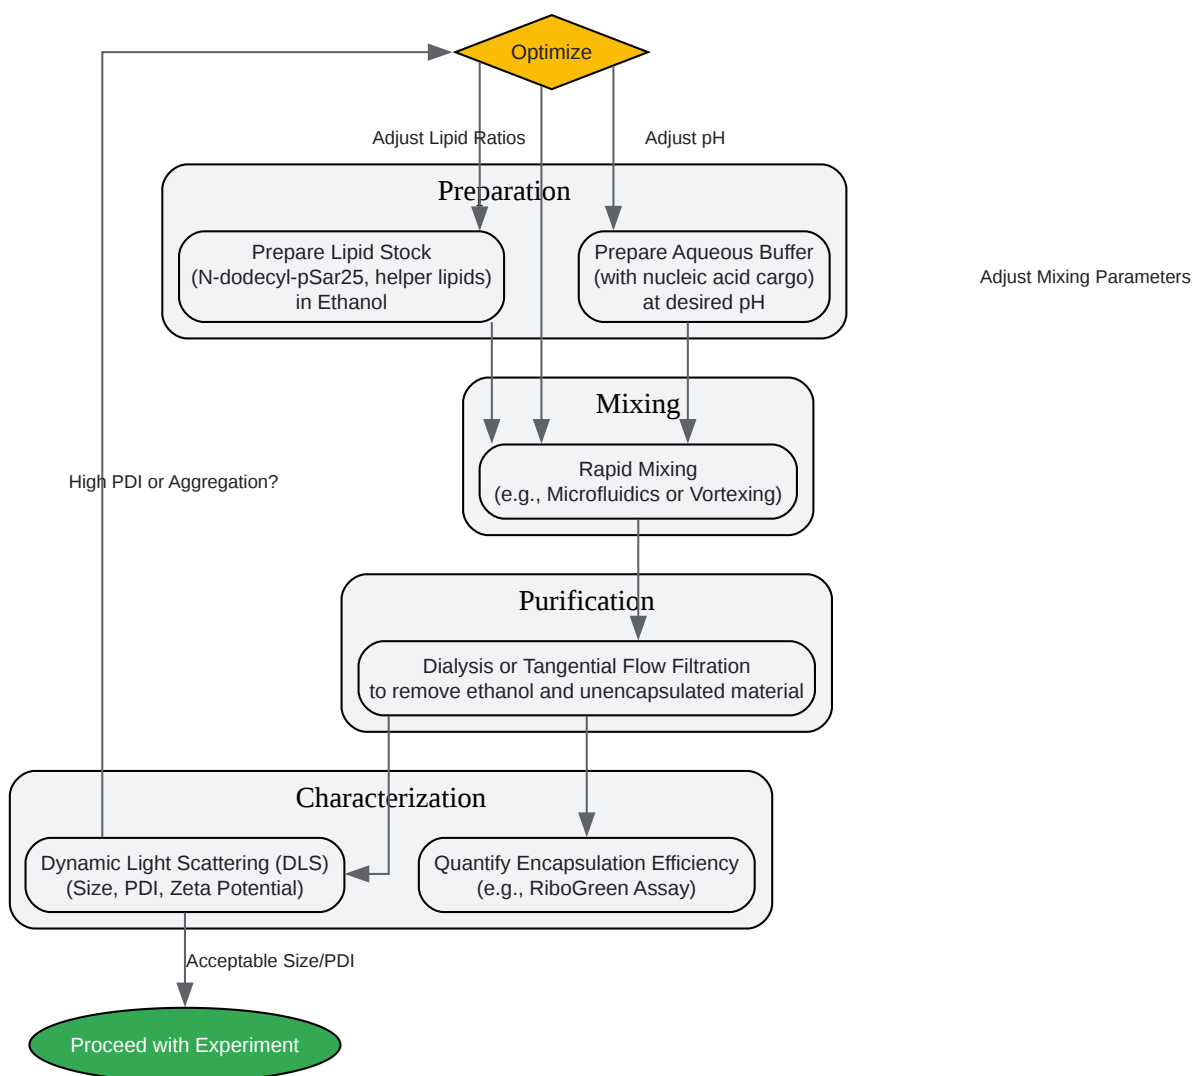 Optimize
Adjust Lipid Ratios
Adjust pH
Preparation
Prepare Lipid Stock
(N-dodecyl-pSar25, helper lipids)
in Ethanol
Prepare Aqueous Buffer
(with nucleic acid cargo)
at desired pH
Adjust Mixing Parameters
Mixing
Rapid Mixing
(e.g., Microfluidics or Vortexing)
High PDI or Aggregation?
Purification
Dialysis or Tangential Flow Filtration
to remove ethanol and unencapsulated material
Characterization
Dynamic Light Scattering (DLS)
(Size, PDI, Zeta Potential)
Quantify Encapsulation Efficiency
(e.g., RiboGreen Assay)
Acceptable Size/PDI
Proceed with Experiment